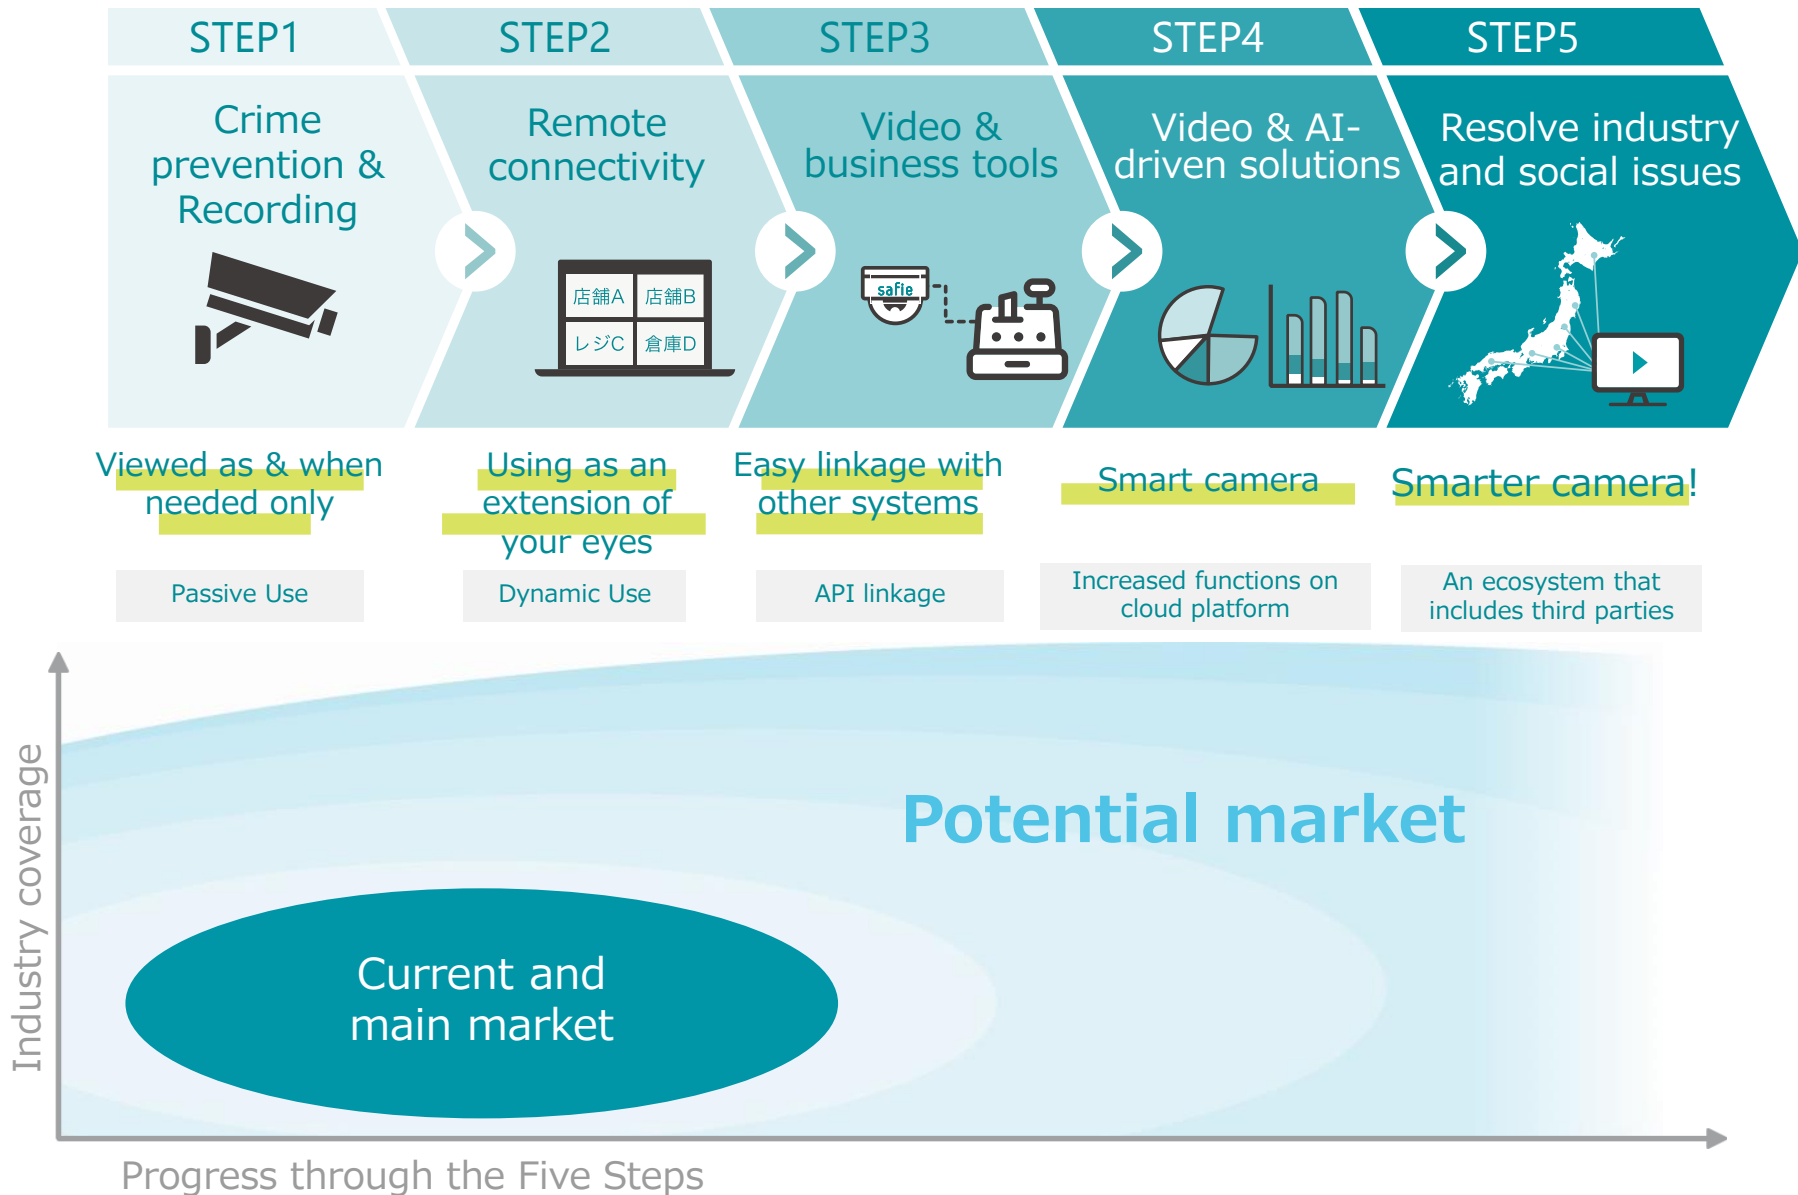 STEP1
STEP2
STEP3
STEP4
STEP5
Crime
prevention &
Recording
Remote
connectivity
店舗A
店舗B
レジC
倉庫D
Video &
business tools
safie
Video & AI-
driven solutions
Resolve industry
and social issues
Viewed as & when
needed only
Using as an
extension of
your eyes
Easy linkage with
other systems
Smart camera
Smarter camera!
Passive Use
Dynamic Use
API linkage
Increased functions on
cloud platform
An ecosystem that
includes third parties
Industry coverage
Potential market
Current and
main market
Progress through the Five Steps